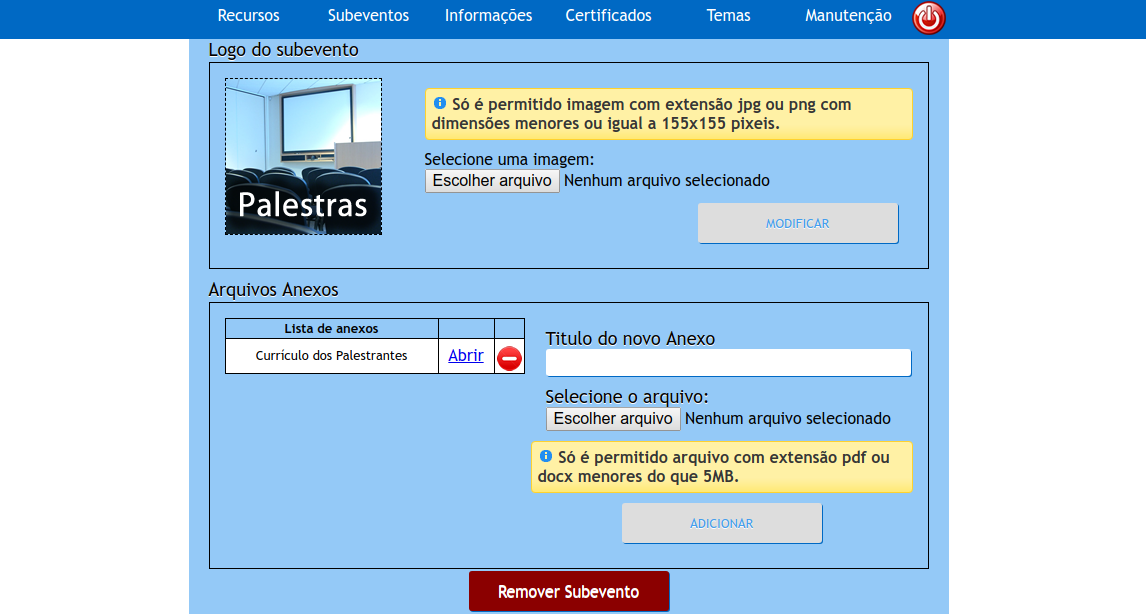 Recursos Subeventos Informações Certificados Temas Manutenção
Logo do subevento
Palestras
Só é permitido imagem com extensão jpg ou png com
dimensões menores ou igual a 155x155 pixeis.
Selecione uma imagem:
Escolher arquivo Nenhum arquivo selecionado
MODIFICAR
Arquivos Anexos
Lista de anexos
Currículo dos Palestrantes Abrir
Titulo do novo Anexo
Selecione o arquivo:
Escolher arquivo Nenhum arquivo selecionado
Só é permitido arquivo com extensão pdf ou
docx menores do que 5MB.
ADICIONAR
Remover Subevento